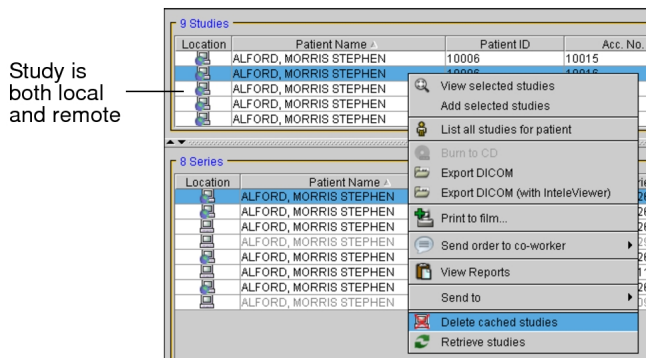 9 Studies
Location Patient Name Patient ID Acc. No.
ALFORD, MORRIS STEPHEN 10006 10015
ALFORD, MORRIS STEPHEN 10006 10016
ALFORD, MORRIS STEPHEN
ALFORD, MORRIS STEPHEN
Study is
both local
and remote
View selected studies
Add selected studies
List all studies for patient
Burn to CD
Export DICOM
Export DICOM (with InteleViewer)
Print to film...
Send order to co-worker
View Reports
Send to
Delete cached studies
Retrieve studies
8 Series
Location Patient Name
ALFORD, MORRIS STEPHEN
ALFORD, MORRIS STEPHEN
ALFORD, MORRIS STEPHEN
ALFORD, MORRIS STEPHEN
ALFORD, MORRIS STEPHEN
ALFORD, MORRIS STEPHEN
ALFORD, MORRIS STEPHEN
ALFORD, MORRIS STEPHEN